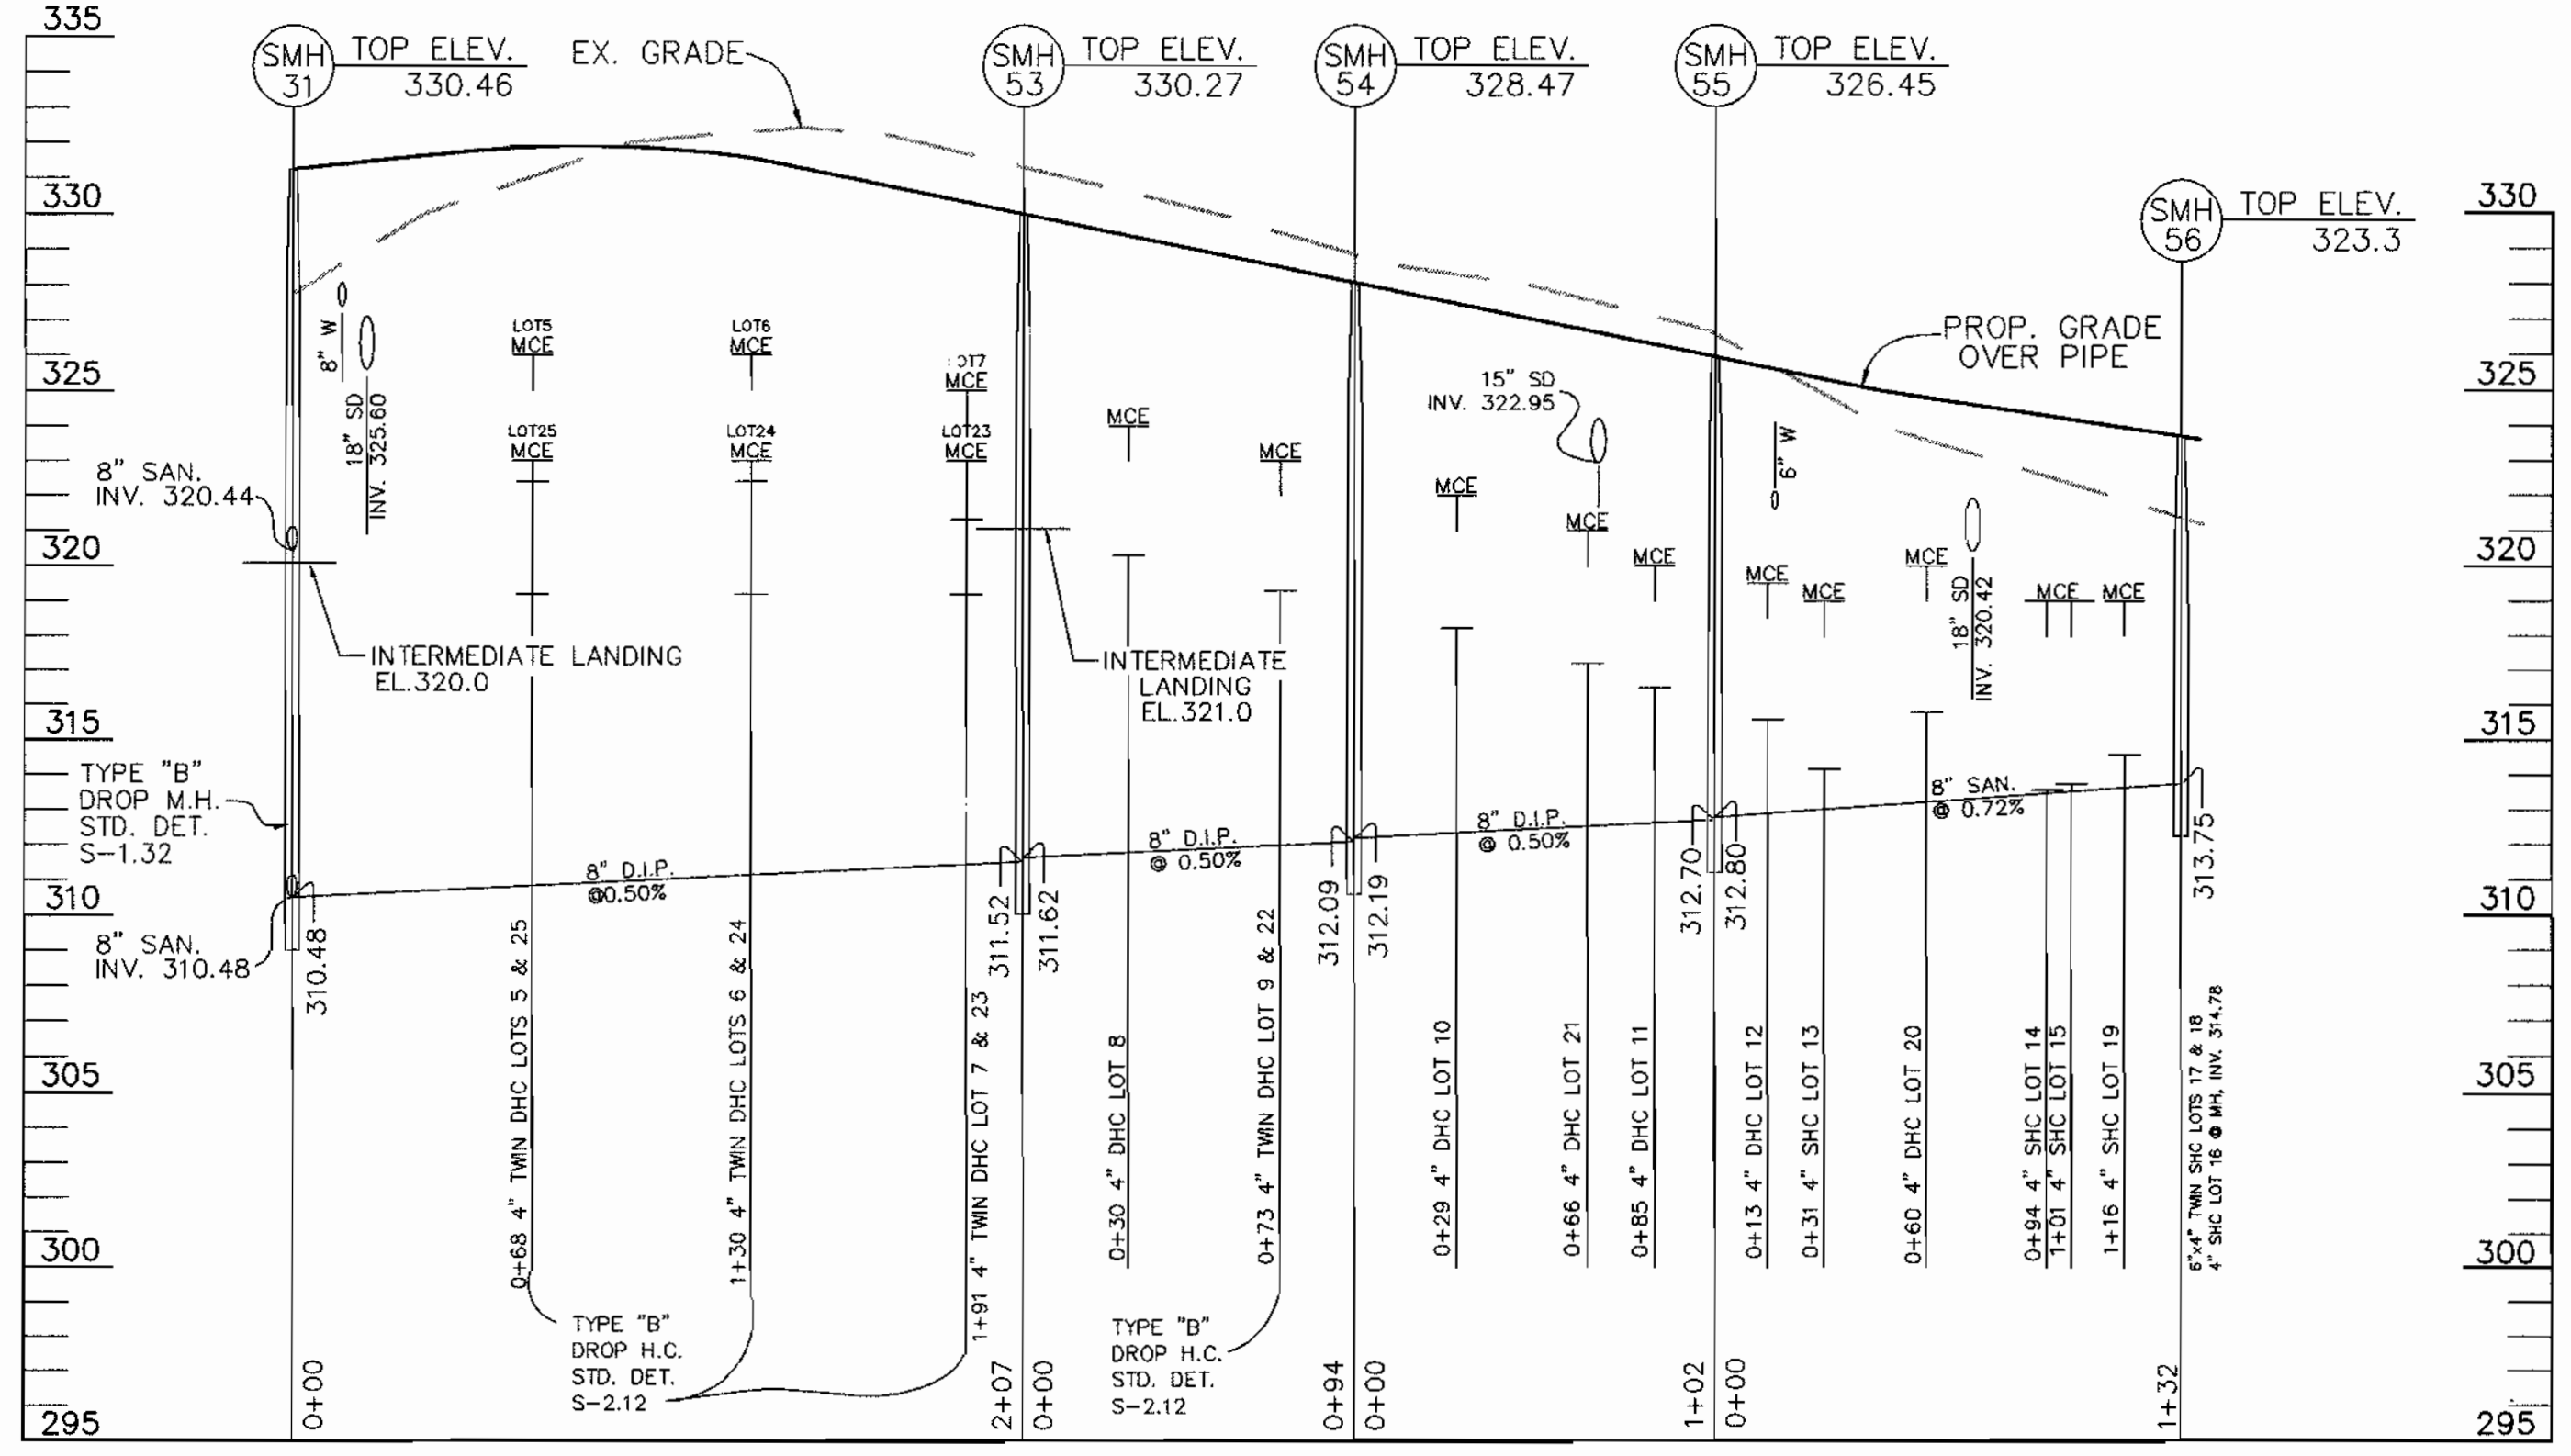 335
SMH
31
TOP ELEV.
330.46
EX. GRADE
SMH
53
TOP ELEV.
330.27
SMH
54
TOP ELEV.
328.47
SMH
55
TOP ELEV.
326.45
330
SMH
56
TOP ELEV.
323.3
330
8" W
18" SD
INV. 325.60
LOT5
MCE
LOT6
MCE
MCE
325
LOT25
MCE
LOT24
MCE
LOT23
MCE
MCE
MCE
15" SD
INV. 322.95
PROP. GRADE
OVER PIPE
325
6" W
8" SAN.
INV. 320.44
MCE
MCE
MCE
MCE
MCE
MCE
MCE
MCE
18" SD
INV. 320.42
320
320
INTERMEDIATE LANDING
EL.320.0
INTERMEDIATE
LANDING
EL.321.0
315
315
TYPE "B"
DROP M.H.
STD. DET.
S-1.32
8" D.I.P.
@0.50%
8" D.I.P.
@ 0.50%
8" D.I.P.
@ 0.50%
8" SAN.
@ 0.72%
310
310
8" SAN.
INV. 310.48
310.48
311.52
311.62
312.09
312.19
312.70
312.80
313.75
0+68 4" TWIN DHC LOTS 5 & 25
1+30 4" TWIN DHC LOTS 6 & 24
1+91 4" TWIN DHC LOT 7 & 23
0+30 4" DHC LOT 8
0+73 4" TWIN DHC LOT 9 & 22
0+29 4" DHC LOT 10
0+66 4" DHC LOT 21
0+85 4" DHC LOT 11
0+13 4" DHC LOT 12
0+31 4" SHC LOT 13
0+60 4" DHC LOT 20
0+94 4" SHC LOT 14
1+01 4" SHC LOT 15
1+16 4" SHC LOT 19
6"x4" TWIN SHC LOTS 17 & 18
4" SHC LOT 16 @ MH, INV. 314.78
305
305
300
300
TYPE "B"
DROP H.C.
STD. DET.
S-2.12
TYPE "B"
DROP H.C.
STD. DET.
S-2.12
295
0+00
2+07
0+00
0+94
0+00
1+02
0+00
1+32
295